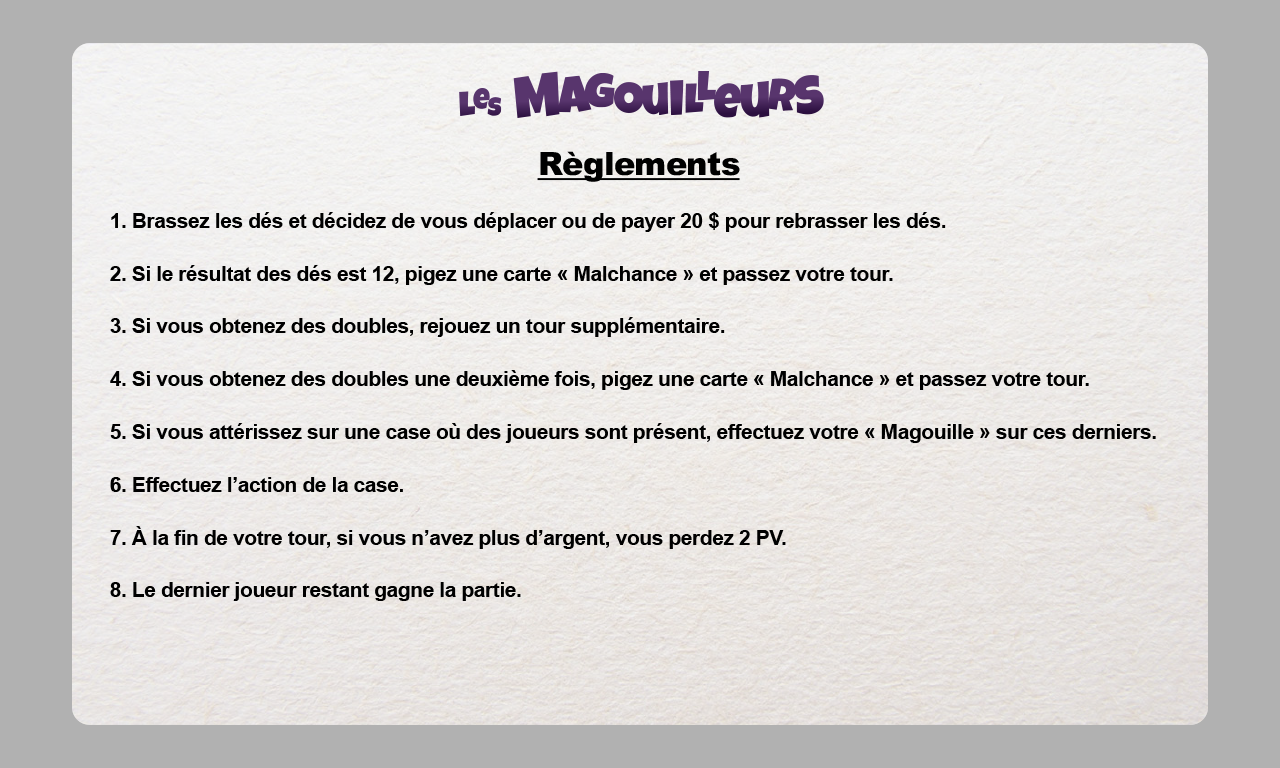 Les Magouilleurs
Règlements
1. Brassez les dés et décidez de vous déplacer ou de payer 20 $ pour rebrasser les dés.
2. Si le résultat des dés est 12, pigez une carte « Malchance » et passez votre tour.
3. Si vous obtenez des doubles, rejouez un tour supplémentaire.
4. Si vous obtenez des doubles une deuxième fois, pigez une carte « Malchance » et passez votre tour.
5. Si vous attérissez sur une case où des joueurs sont présent, effectuez votre « Magouille » sur ces derniers.
6. Effectuez l’action de la case.
7. À la fin de votre tour, si vous n’avez plus d’argent, vous perdez 2 PV.
8. Le dernier joueur restant gagne la partie.